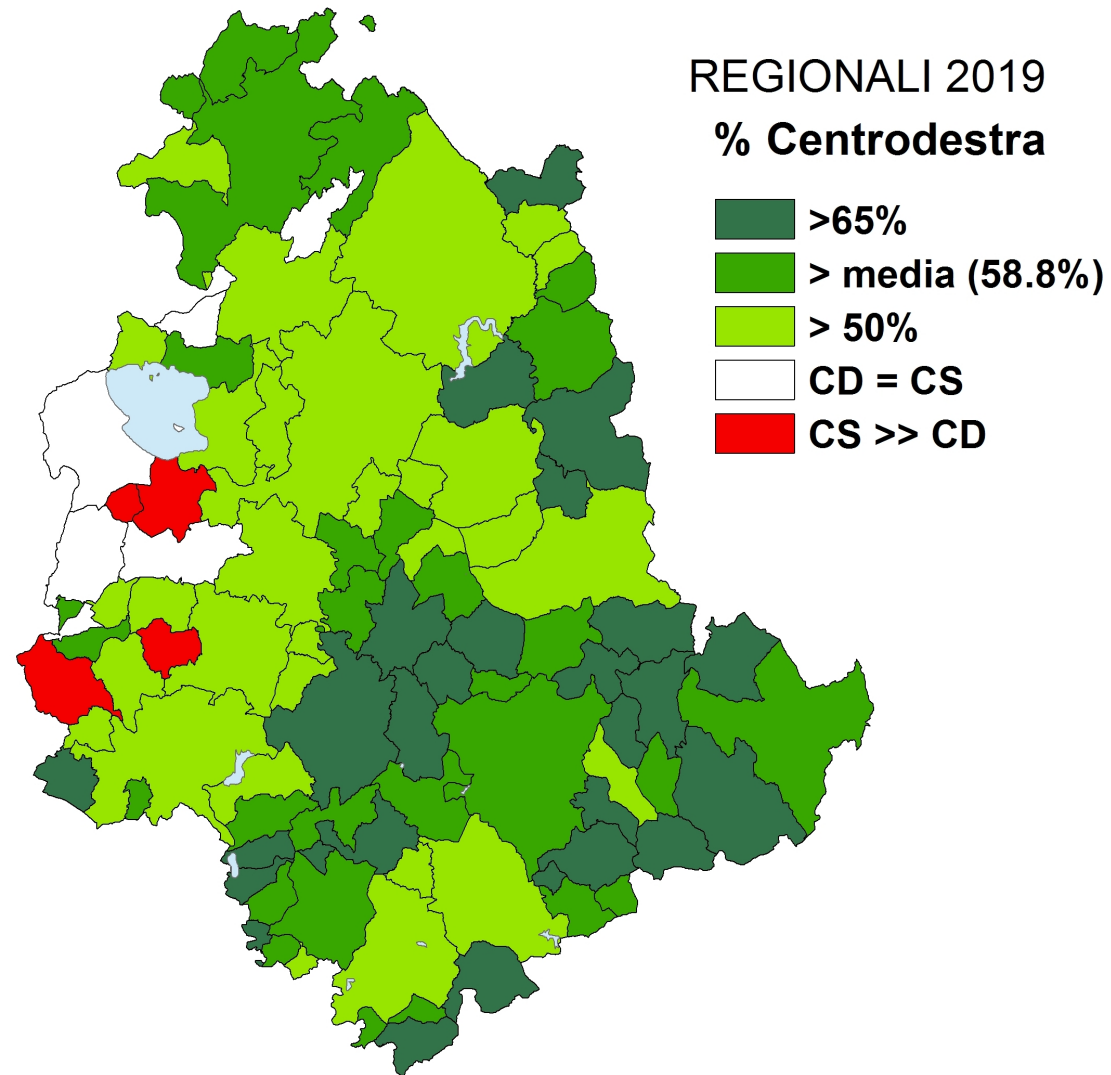 REGIONALI 2019
% Centrodestra
>65%
> media (58.8%)
> 50%
CD = CS
CS >> CD